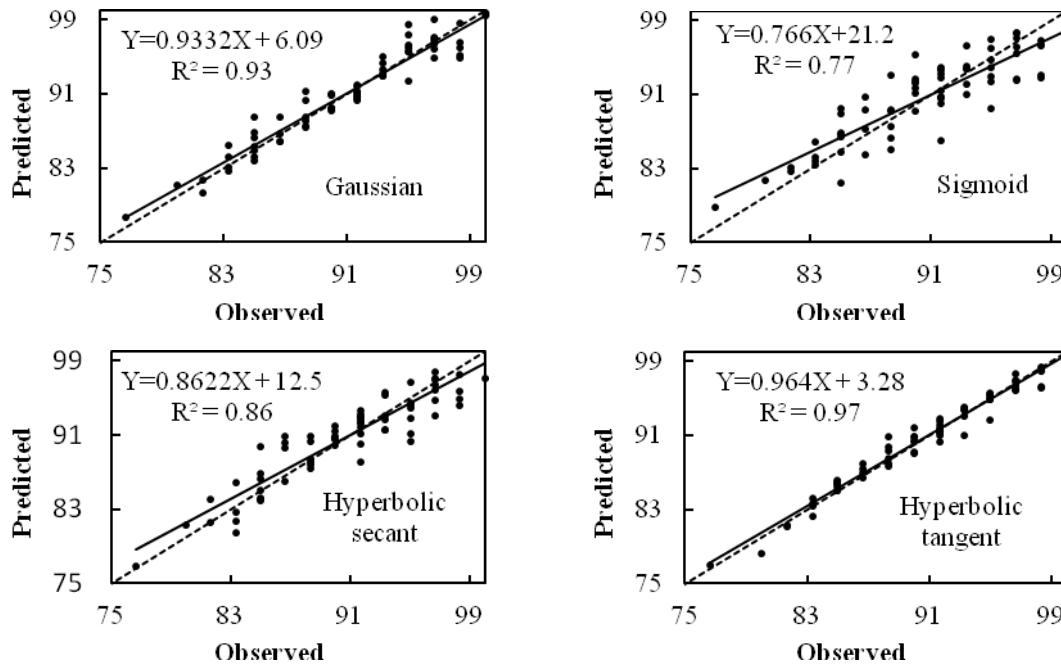 99
91
83
75
Predicted
Y=0.9332X + 6.09
R² = 0.93
Gaussian
75 83 91 99
Observed
99
91
83
75
Predicted
Y=0.766X+21.2
R² = 0.77
Sigmoid
75 83 91 99
Observed
99
91
83
75
Predicted
Y=0.8622X + 12.5
R² = 0.86
Hyperbolic
secant
75 83 91 99
Observed
99
91
83
75
Predicted
Y=0.964X + 3.28
R² = 0.97
Hyperbolic
tangent
75 83 91 99
Observed